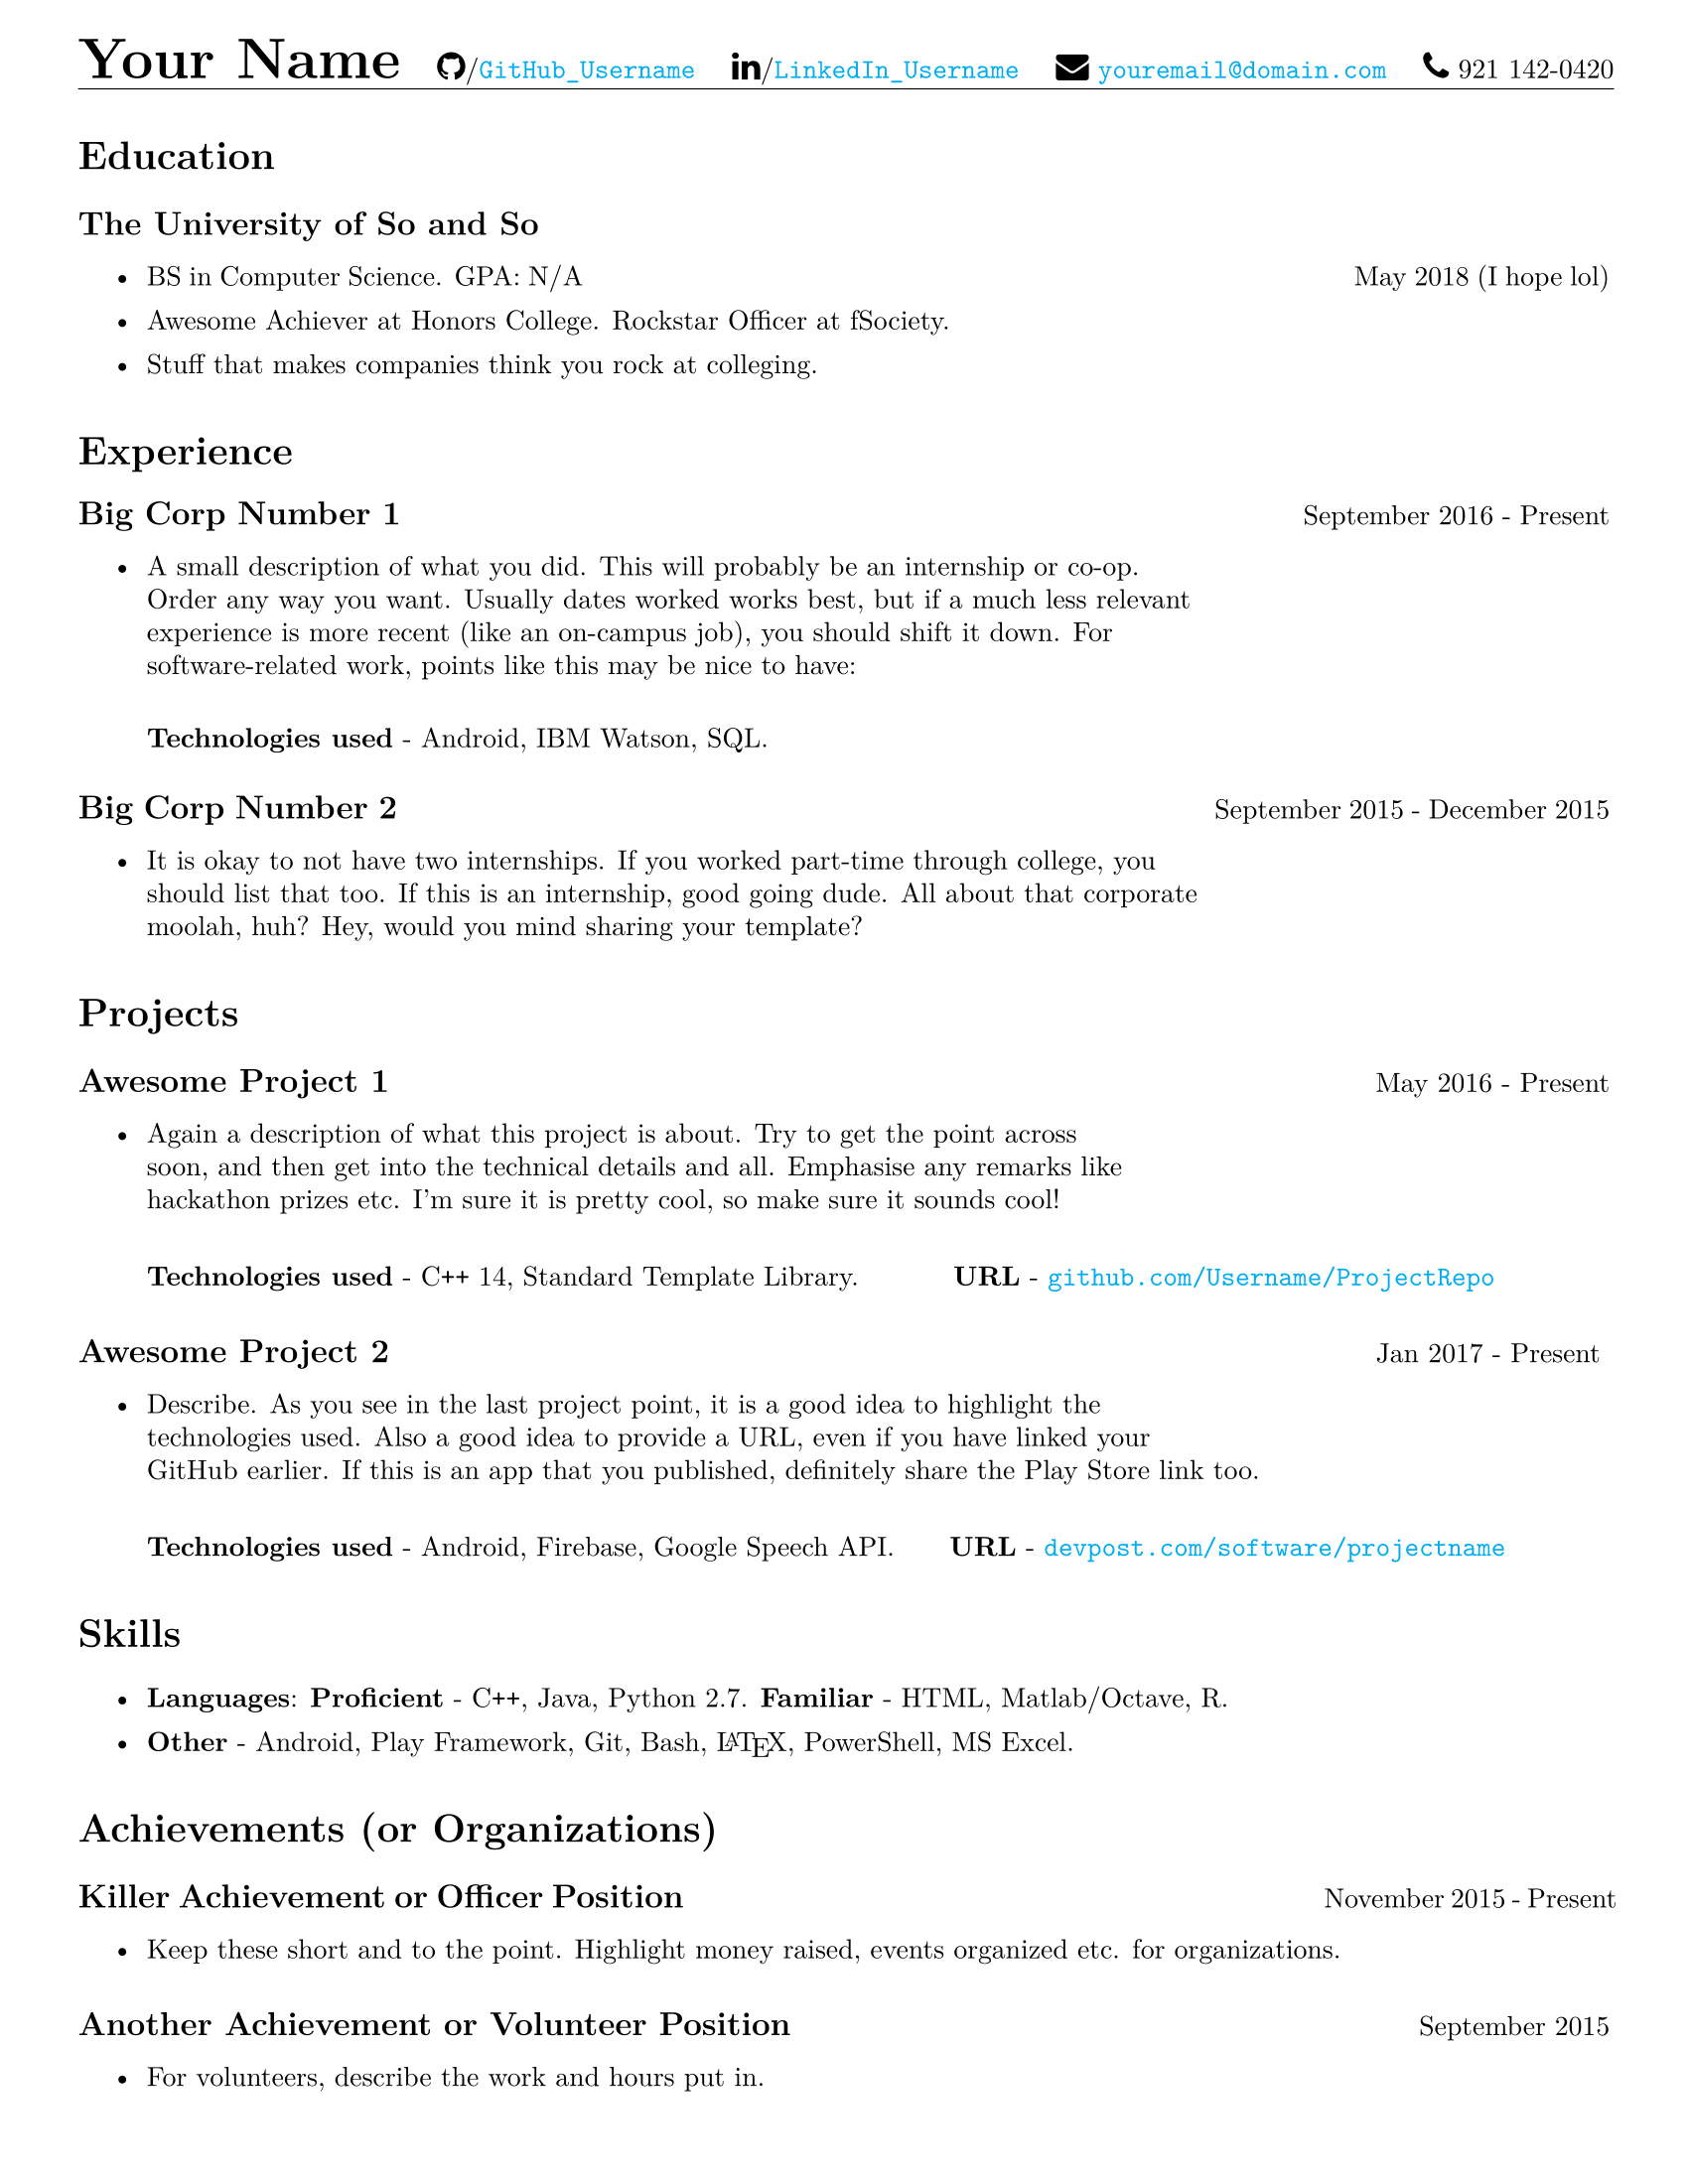 Your Name /GitHub_Username /LinkedIn_Username youremail@domain.com 921 142-0420
Education
The University of So and So
• BS in Computer Science. GPA: N/A May 2018 (I hope lol)
• Awesome Achiever at Honors College. Rockstar Officer at fSociety.
• Stuff that makes companies think you rock at colleging.
Experience
Big Corp Number 1 September 2016 - Present
• A small description of what you did. This will probably be an internship or co-op.
Order any way you want. Usually dates worked works best, but if a much less relevant
experience is more recent (like an on-campus job), you should shift it down. For
software-related work, points like this may be nice to have:
Technologies used - Android, IBM Watson, SQL.
Big Corp Number 2 September 2015 - December 2015
• It is okay to not have two internships. If you worked part-time through college, you
should list that too. If this is an internship, good going dude. All about that corporate
moolah, huh? Hey, would you mind sharing your template?
Projects
Awesome Project 1 May 2016 - Present
• Again a description of what this project is about. Try to get the point across
soon, and then get into the technical details and all. Emphasise any remarks like
hackathon prizes etc. I'm sure it is pretty cool, so make sure it sounds cool!
Technologies used - C++ 14, Standard Template Library. URL - github.com/Username/ProjectRepo
Awesome Project 2 Jan 2017 - Present
• Describe. As you see in the last project point, it is a good idea to highlight the
technologies used. Also a good idea to provide a URL, even if you have linked your
GitHub earlier. If this is an app that you published, definitely share the Play Store link too.
Technologies used - Android, Firebase, Google Speech API. URL - devpost.com/software/projectname
Skills
• Languages: Proficient - C++, Java, Python 2.7. Familiar - HTML, Matlab/Octave, R.
• Other - Android, Play Framework, Git, Bash, LATEX, PowerShell, MS Excel.
Achievements (or Organizations)
Killer Achievement or Officer Position November 2015 - Present
• Keep these short and to the point. Highlight money raised, events organized etc. for organizations.
Another Achievement or Volunteer Position September 2015
• For volunteers, describe the work and hours put in.